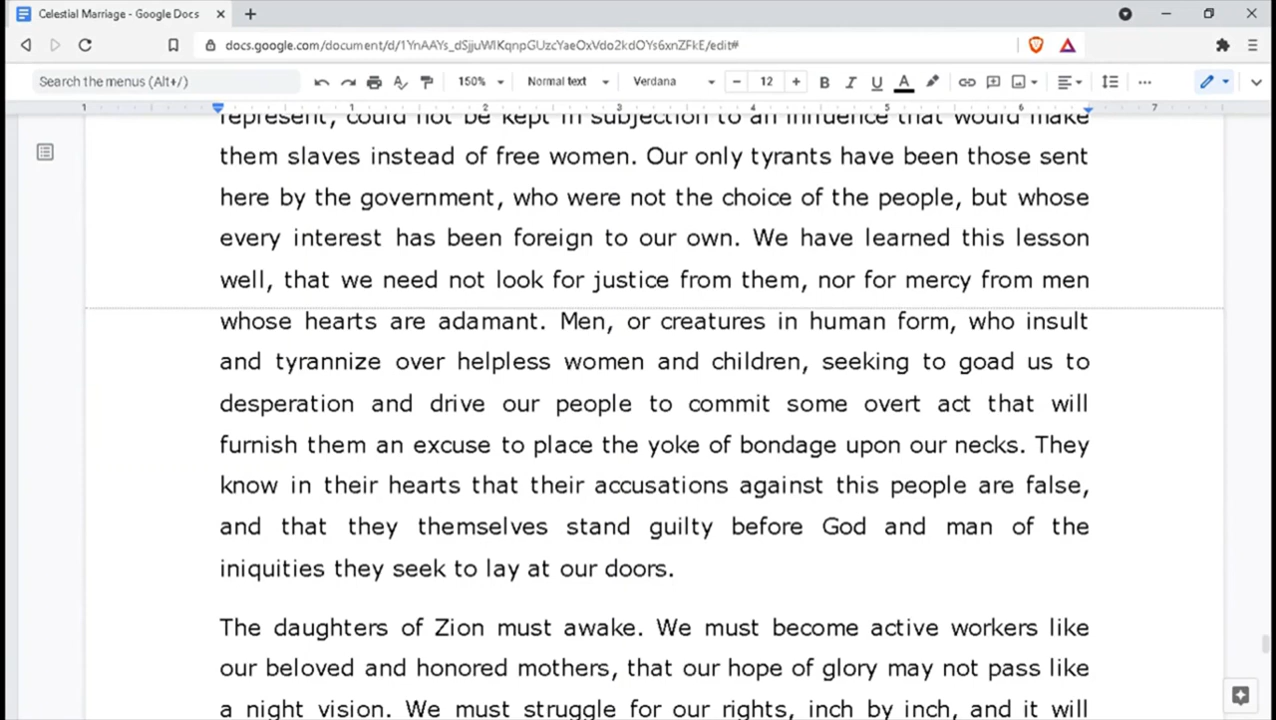 Celestial Marriage - Google Docs
docs.google.com/document/d/1YnAAYs_dSjjuWlKqnpGUzcYaeOxVdo2kdOYs6xnZFkE/edit#
Search the menus (Alt+/)
150%
Normal text
Verdana
12
B
I
U
A
1 1 2 3 4 5 6 7
represent, could not be kept in subjection to an influence that would make
them slaves instead of free women. Our only tyrants have been those sent
here by the government, who were not the choice of the people, but whose
every interest has been foreign to our own. We have learned this lesson
well, that we need not look for justice from them, nor for mercy from men
whose hearts are adamant. Men, or creatures in human form, who insult
and tyrannize over helpless women and children, seeking to goad us to
desperation and drive our people to commit some overt act that will
furnish them an excuse to place the yoke of bondage upon our necks. They
know in their hearts that their accusations against this people are false,
and that they themselves stand guilty before God and man of the
iniquities they seek to lay at our doors.
The daughters of Zion must awake. We must become active workers like
our beloved and honored mothers, that our hope of glory may not pass like
a night vision. We must struggle for our rights, inch by inch, and it will